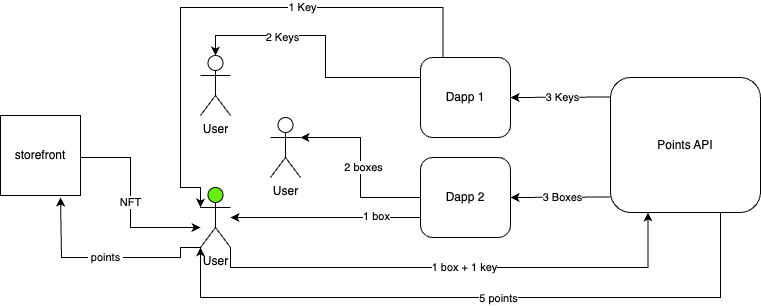 1 Key
2 Keys
User
Dapp 1
3 Keys
Points API
storefront
User
2 boxes
Dapp 2
3 Boxes
NFT
1 box
User
points
1 box + 1 key
5 points